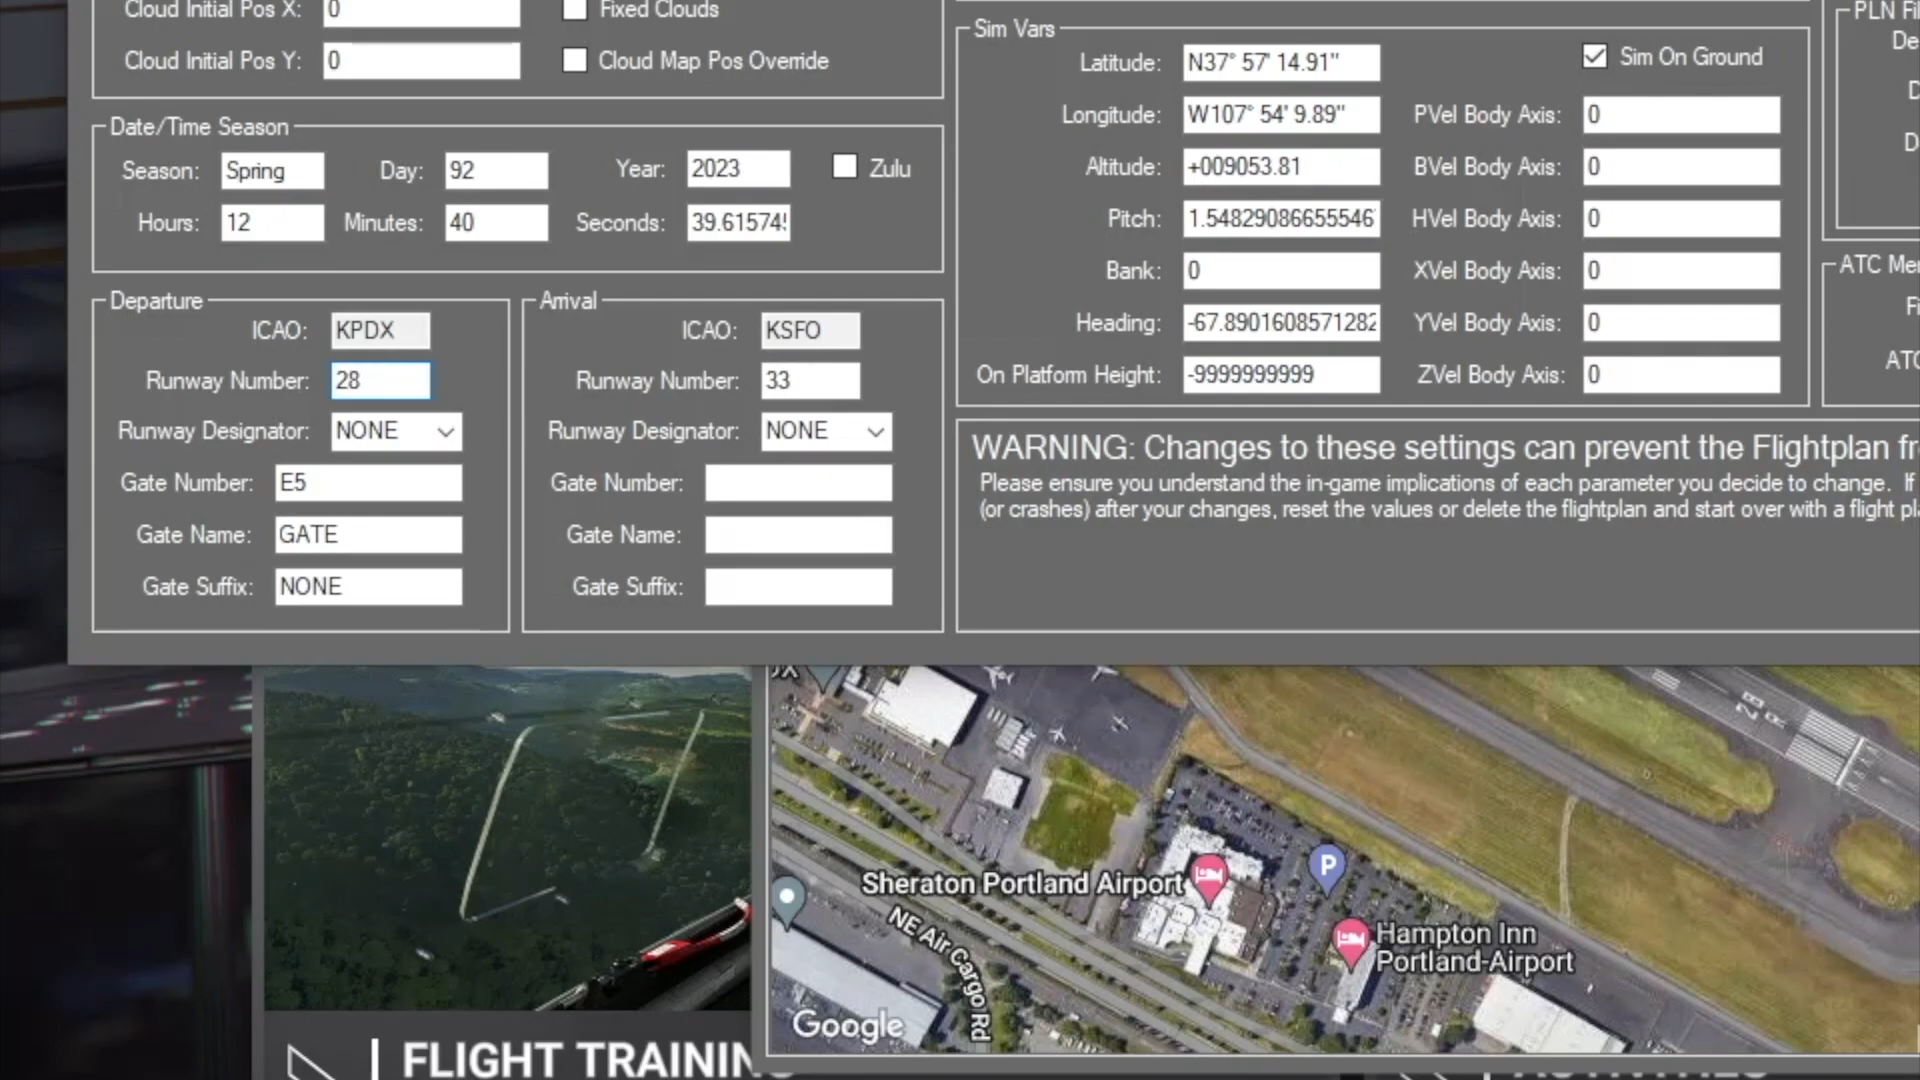 Cloud Initial Pos X: 0
Fixed Clouds
Cloud Initial Pos Y: 0
Cloud Map Pos Override
Date/Time Season
Season: Spring Day: 92 Year: 2023 Zulu
Hours: 12 Minutes: 40 Seconds: 39.615745
Departure
ICAO: KPDX
Runway Number: 28
Runway Designator: NONE
Gate Number: E5
Gate Name: GATE
Gate Suffix: NONE
Arrival
ICAO: KSFO
Runway Number: 33
Runway Designator: NONE
Gate Number:
Gate Name:
Gate Suffix:
Sim Vars
Latitude: N37° 57' 14.91"
Sim On Ground
Longitude: W107° 54' 9.89"
PVel Body Axis: 0
Altitude: +009053.81
BVel Body Axis: 0
Pitch: 1.54829086655546
HVel Body Axis: 0
Bank: 0
XVel Body Axis: 0
Heading: -67.8901608571282
YVel Body Axis: 0
On Platform Height: -9999999999
ZVel Body Axis: 0
PLN Fil
De
D
D
ATC Mer
Fi
ATC
WARNING: Changes to these settings can prevent the Flightplan fr
Please ensure you understand the in-game implications of each parameter you decide to change. If
(or crashes) after your changes, reset the values or delete the flightplan and start over with a flight pl
28
R
Sheraton Portland Airport
P
NE Air Cargo Rd
Hampton Inn
Portland-Airport
Google
FLIGHT TRAININ